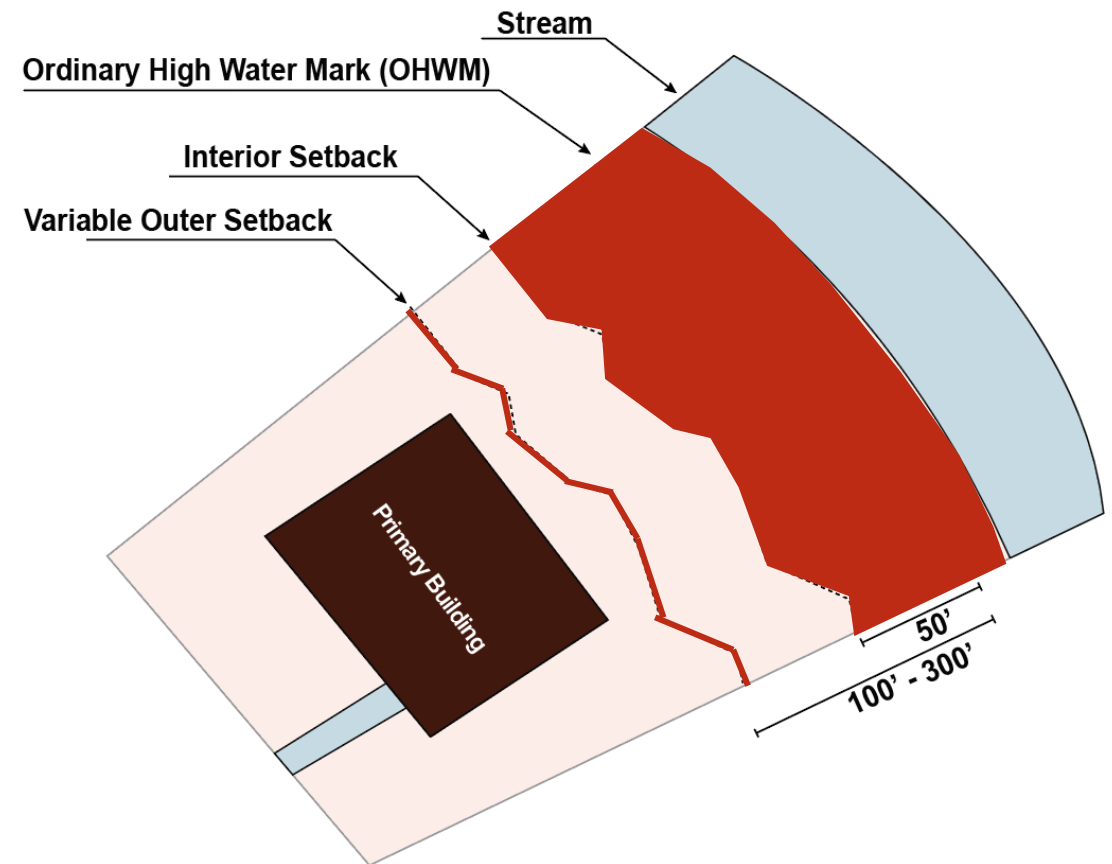 Stream
Ordinary High Water Mark (OHWM)
Interior Setback
Variable Outer Setback
Primary Building
50’
100’ - 300’